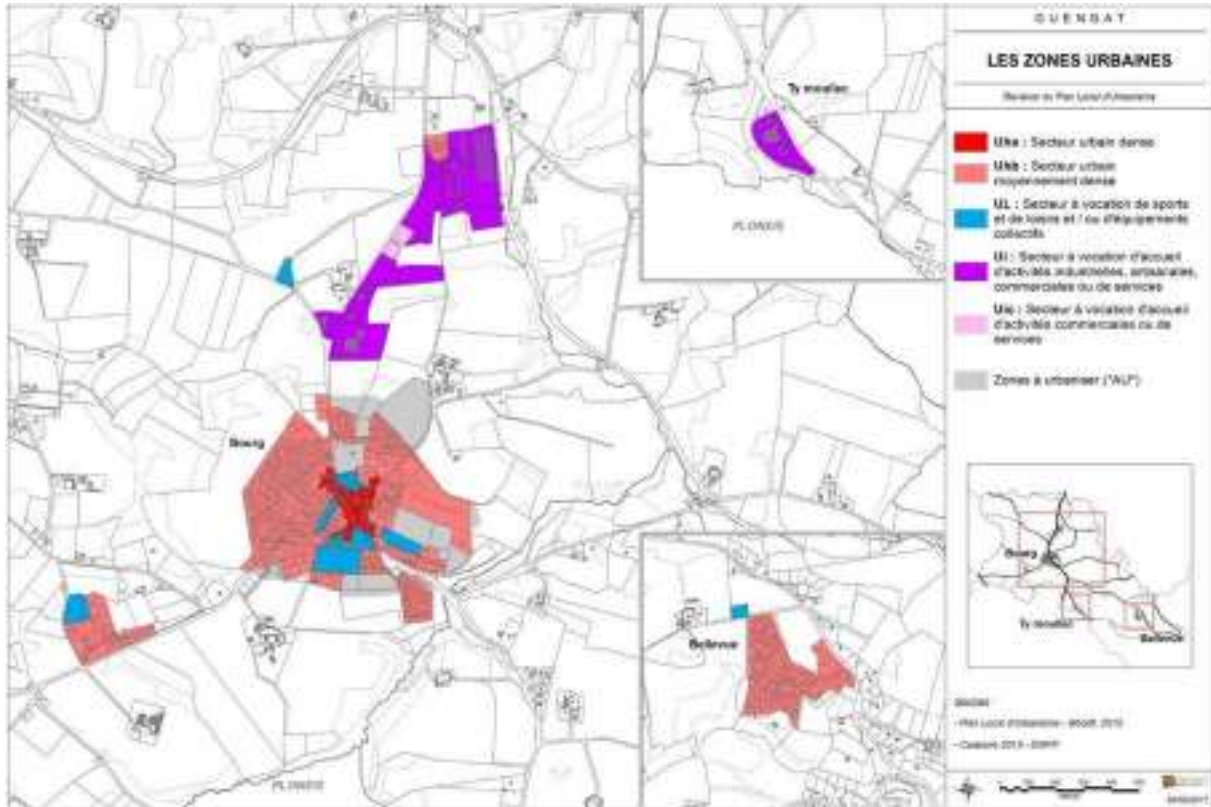 GUENGAT
LES ZONES URBAINES
Révision du Plan Local d'Urbanisme
Uha : Secteur urbain dense
Uhb : Secteur urbain
moyennement dense
UL : Secteur à vocation de sports
et de loisirs et / ou d'équipements
collectifs
Ui : Secteur à vocation d'accueil
d'activités industrielles, artisanales,
commerciales ou de services
Uic : Secteur à vocation d'accueil
d'activités commerciales ou de
services
Zones à urbaniser ("AU")
Ty moullec
PLONEIS
Bourg
Bellevue
PLONEIS
Bourg
Ty moullec
Bellevue